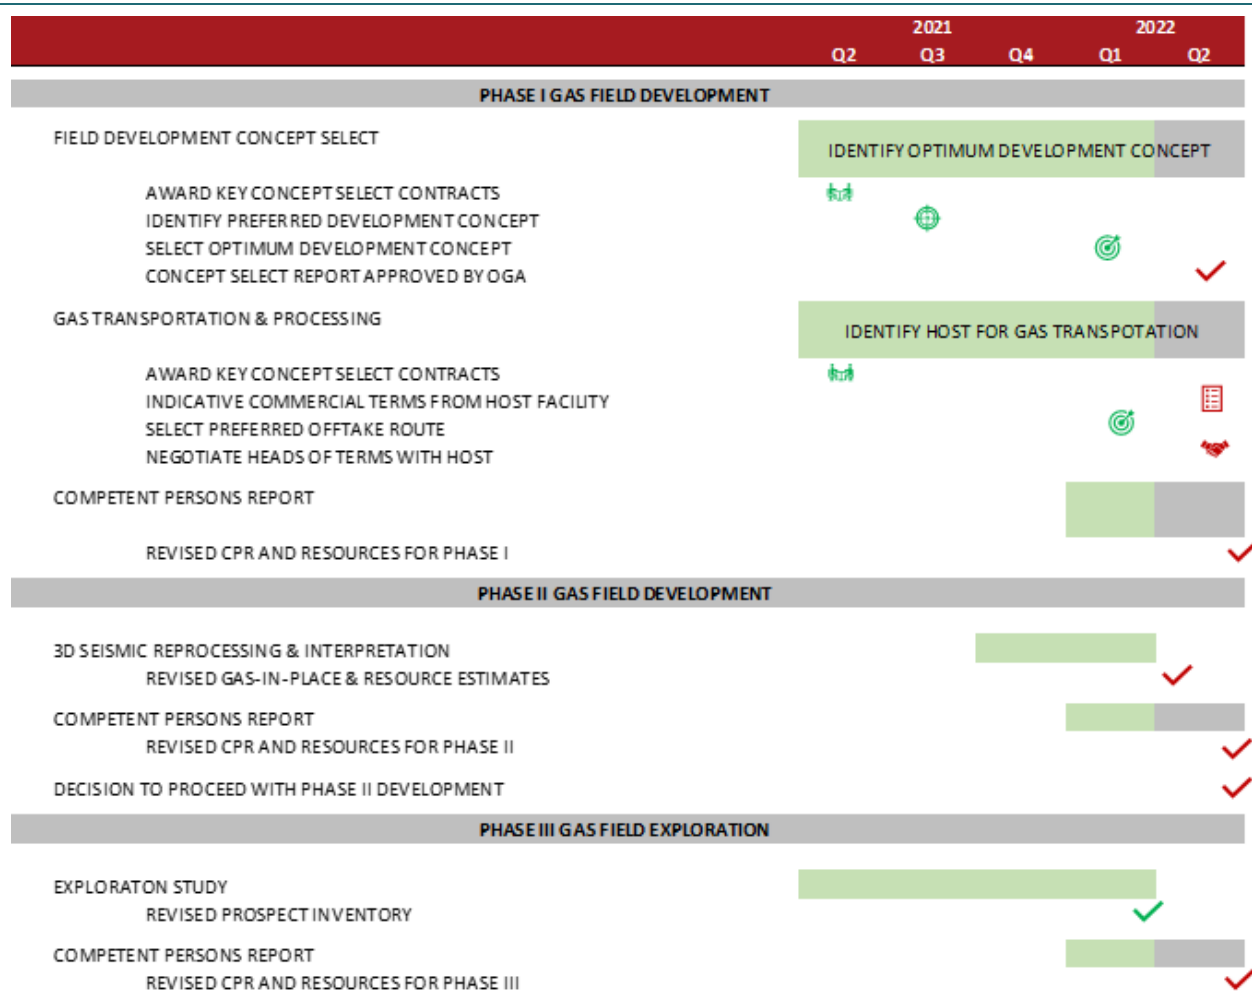 2021 2022
Q2 Q3 Q4 Q1 Q2
PHASE I GAS FIELD DEVELOPMENT
FIELD DEVELOPMENT CONCEPT SELECT
IDENTIFY OPTIMUM DEVELOPMENT CONCEPT
AWARD KEY CONCEPT SELECT CONTRACTS
IDENTIFY PREFERRED DEVELOPMENT CONCEPT
SELECT OPTIMUM DEVELOPMENT CONCEPT
CONCEPT SELECT REPORT APPROVED BY OGA
GAS TRANSPORTATION & PROCESSING
IDENTIFY HOST FOR GAS TRANSPOTATION
AWARD KEY CONCEPT SELECT CONTRACTS
INDICATIVE COMMERCIAL TERMS FROM HOST FACILITY
SELECT PREFERRED OFFTAKE ROUTE
NEGOTIATE HEADS OF TERMS WITH HOST
COMPETENT PERSONS REPORT
REVISED CPR AND RESOURCES FOR PHASE I
PHASE II GAS FIELD DEVELOPMENT
3D SEISMIC REPROCESSING & INTERPRETATION
REVISED GAS-IN-PLACE & RESOURCE ESTIMATES
COMPETENT PERSONS REPORT
REVISED CPR AND RESOURCES FOR PHASE II
DECISION TO PROCEED WITH PHASE II DEVELOPMENT
PHASE III GAS FIELD EXPLORATION
EXPLORATON STUDY
REVISED PROSPECT INVENTORY
COMPETENT PERSONS REPORT
REVISED CPR AND RESOURCES FOR PHASE III